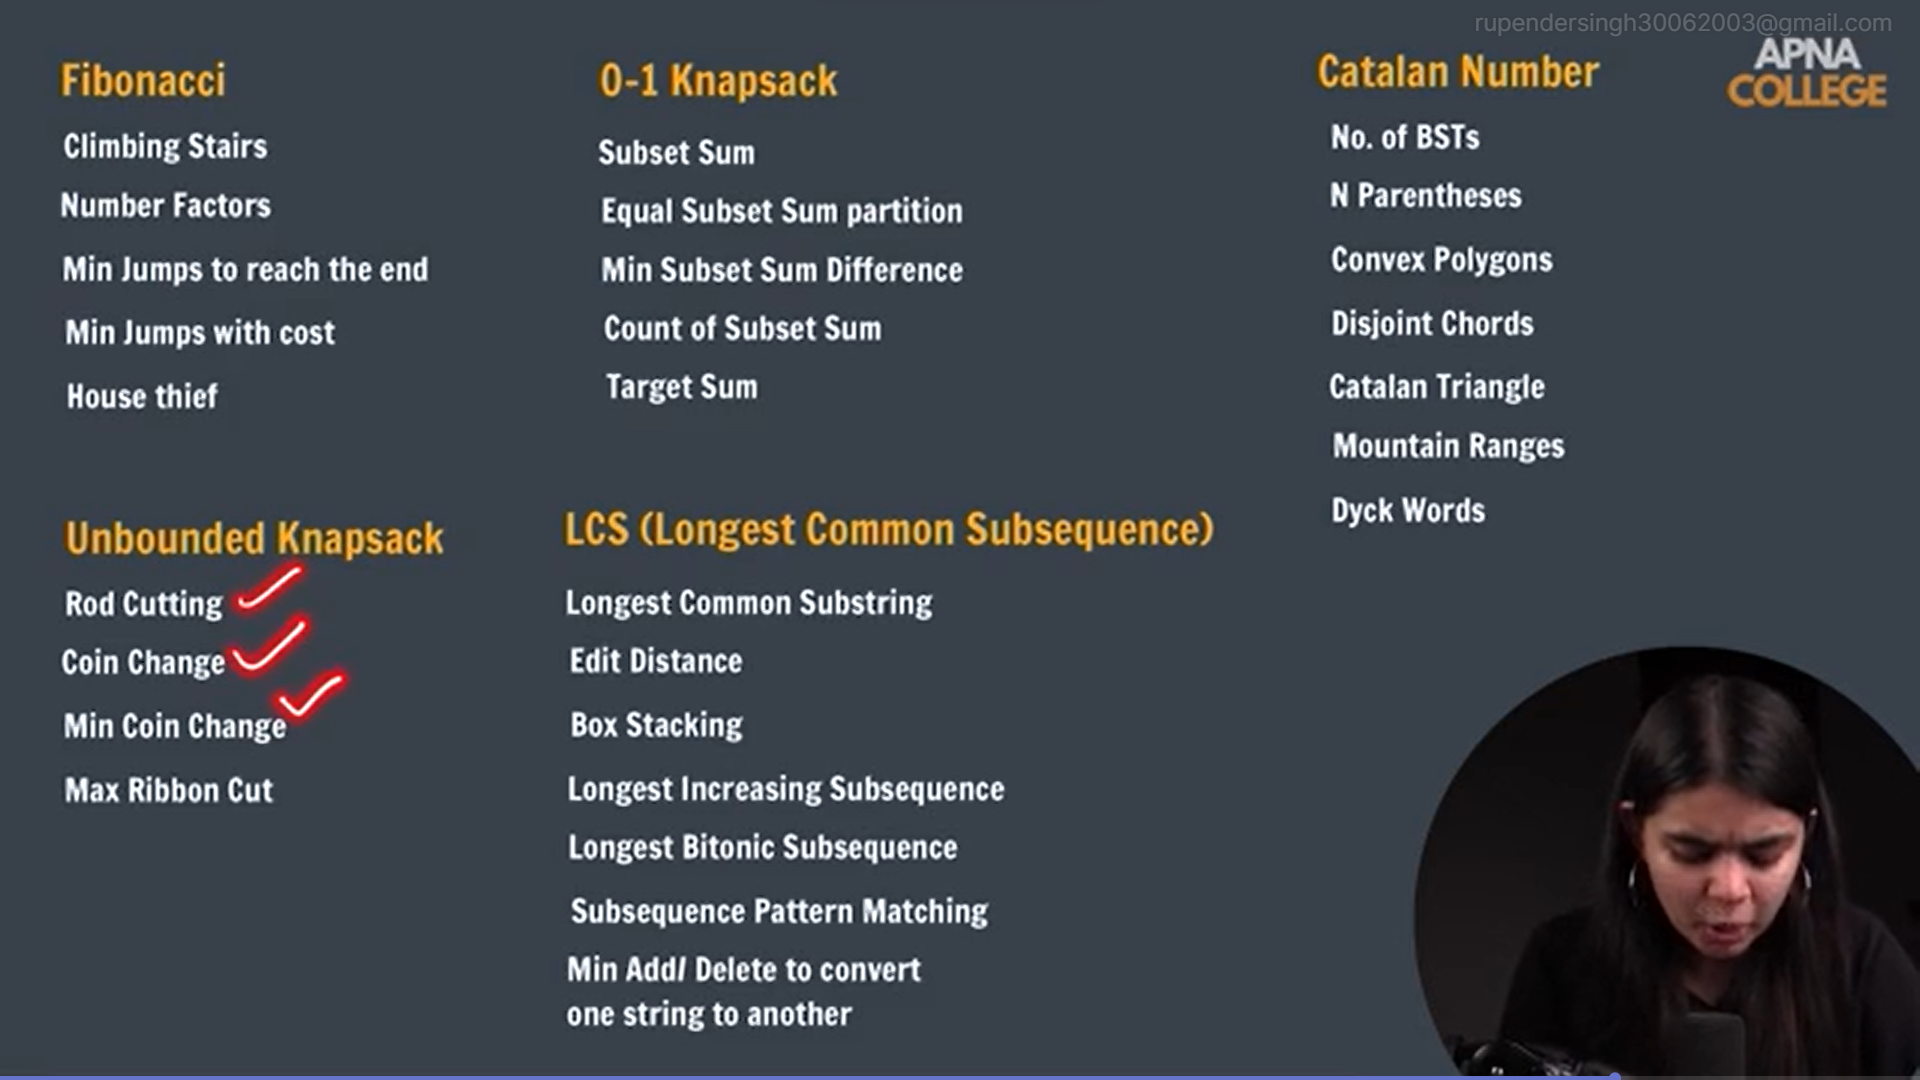 rupendersingh30062003@gmail.com
APNA
COLLEGE
Fibonacci
Climbing Stairs
Number Factors
Min Jumps to reach the end
Min Jumps with cost
House thief
0-1 Knapsack
Subset Sum
Equal Subset Sum partition
Min Subset Sum Difference
Count of Subset Sum
Target Sum
Catalan Number
No. of BSTs
N Parentheses
Convex Polygons
Disjoint Chords
Catalan Triangle
Mountain Ranges
Dyck Words
Unbounded Knapsack
Rod Cutting
Coin Change
Min Coin Change
Max Ribbon Cut
LCS (Longest Common Subsequence)
Longest Common Substring
Edit Distance
Box Stacking
Longest Increasing Subsequence
Longest Bitonic Subsequence
Subsequence Pattern Matching
Min Add/ Delete to convert
one string to another